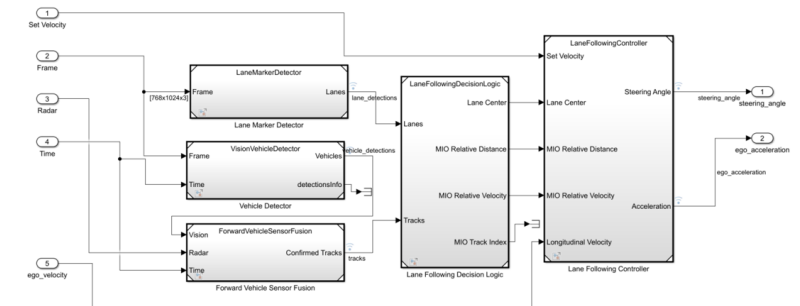 1
Set Velocity
2
Frame
3
Radar
4
Time
5
ego_velocity
LaneMarkerDetector
Frame
Lanes
[768x1024x3]
lane_detections
Lane Marker Detector
VisionVehicleDetector
Frame
Vehicles
vehicle_detections
Time
detectionsInfo
Vehicle Detector
ForwardVehicleSensorFusion
Vision
Radar
Confirmed Tracks
tracks
Time
Forward Vehicle Sensor Fusion
LaneFollowingDecisionLogic
Lane Center
Lanes
MIO Relative Distance
MIO Relative Velocity
Tracks
MIO Track Index
Lane Following Decision Logic
LaneFollowingController
Set Velocity
Steering Angle
Lane Center
MIO Relative Distance
MIO Relative Velocity
Acceleration
Longitudinal Velocity
Lane Following Controller
steering_angle
1
steering_angle
2
ego_acceleration
ego_acceleration